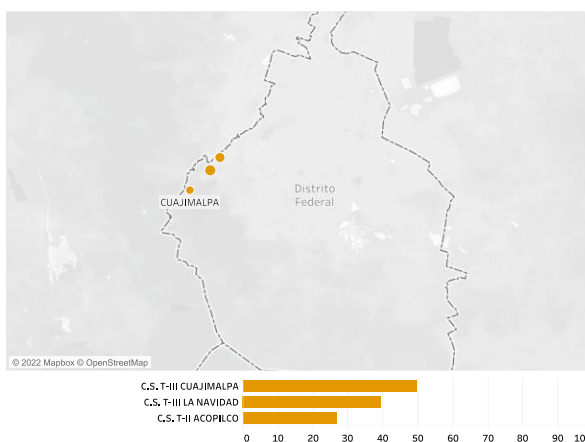 Distrito
Federal
CUAJIMALPA
© 2022 Mapbox © OpenStreetMap
C.S. T-III CUAJIMALPA
C.S. T-III LA NAVIDAD
C.S. T-II ACOPILCO
0 10 20 30 40 50 60 70 80 90